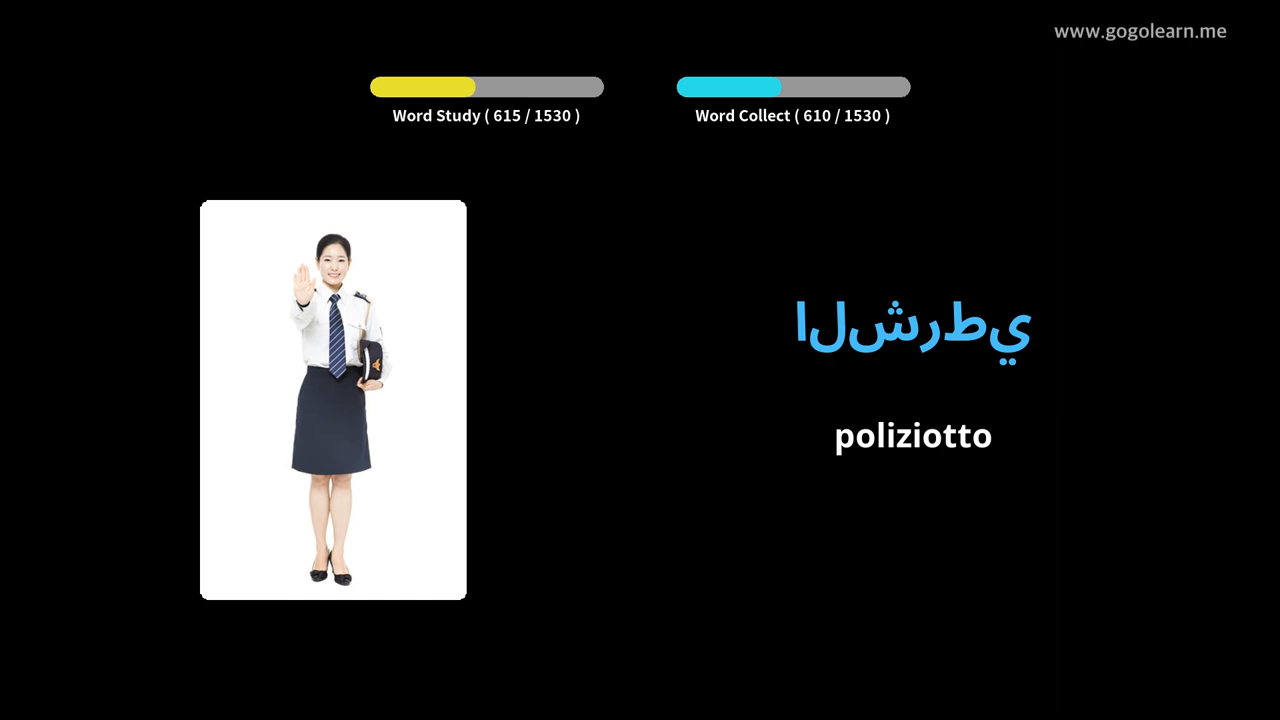 www.gogolearn.me
Word Study ( 615 / 1530 )
Word Collect ( 610 / 1530 )
الشرطي
poliziotto